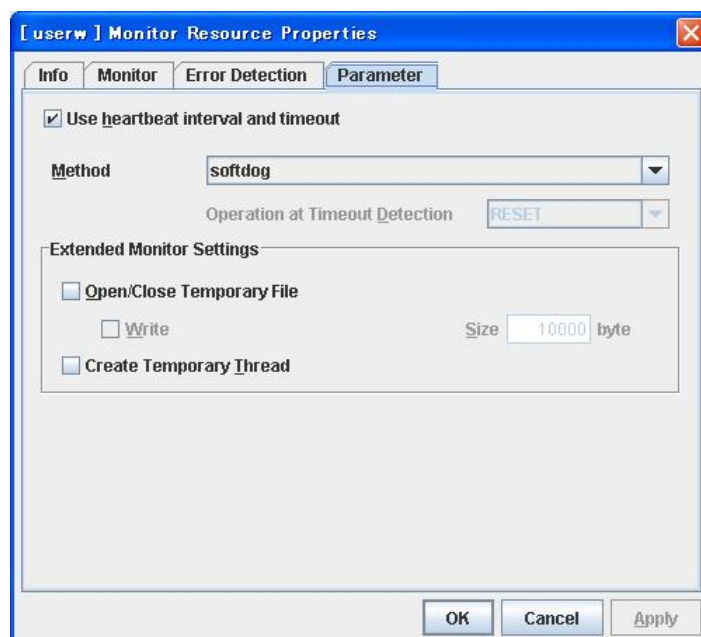 [ userw ] Monitor Resource Properties
Info Monitor Error Detection Parameter
Use heartbeat interval and timeout
Method softdog
Operation at Timeout Detection RESET
Extended Monitor Settings
Open/Close Temporary File
Write Size 10000 byte
Create Temporary Thread
OK Cancel Apply